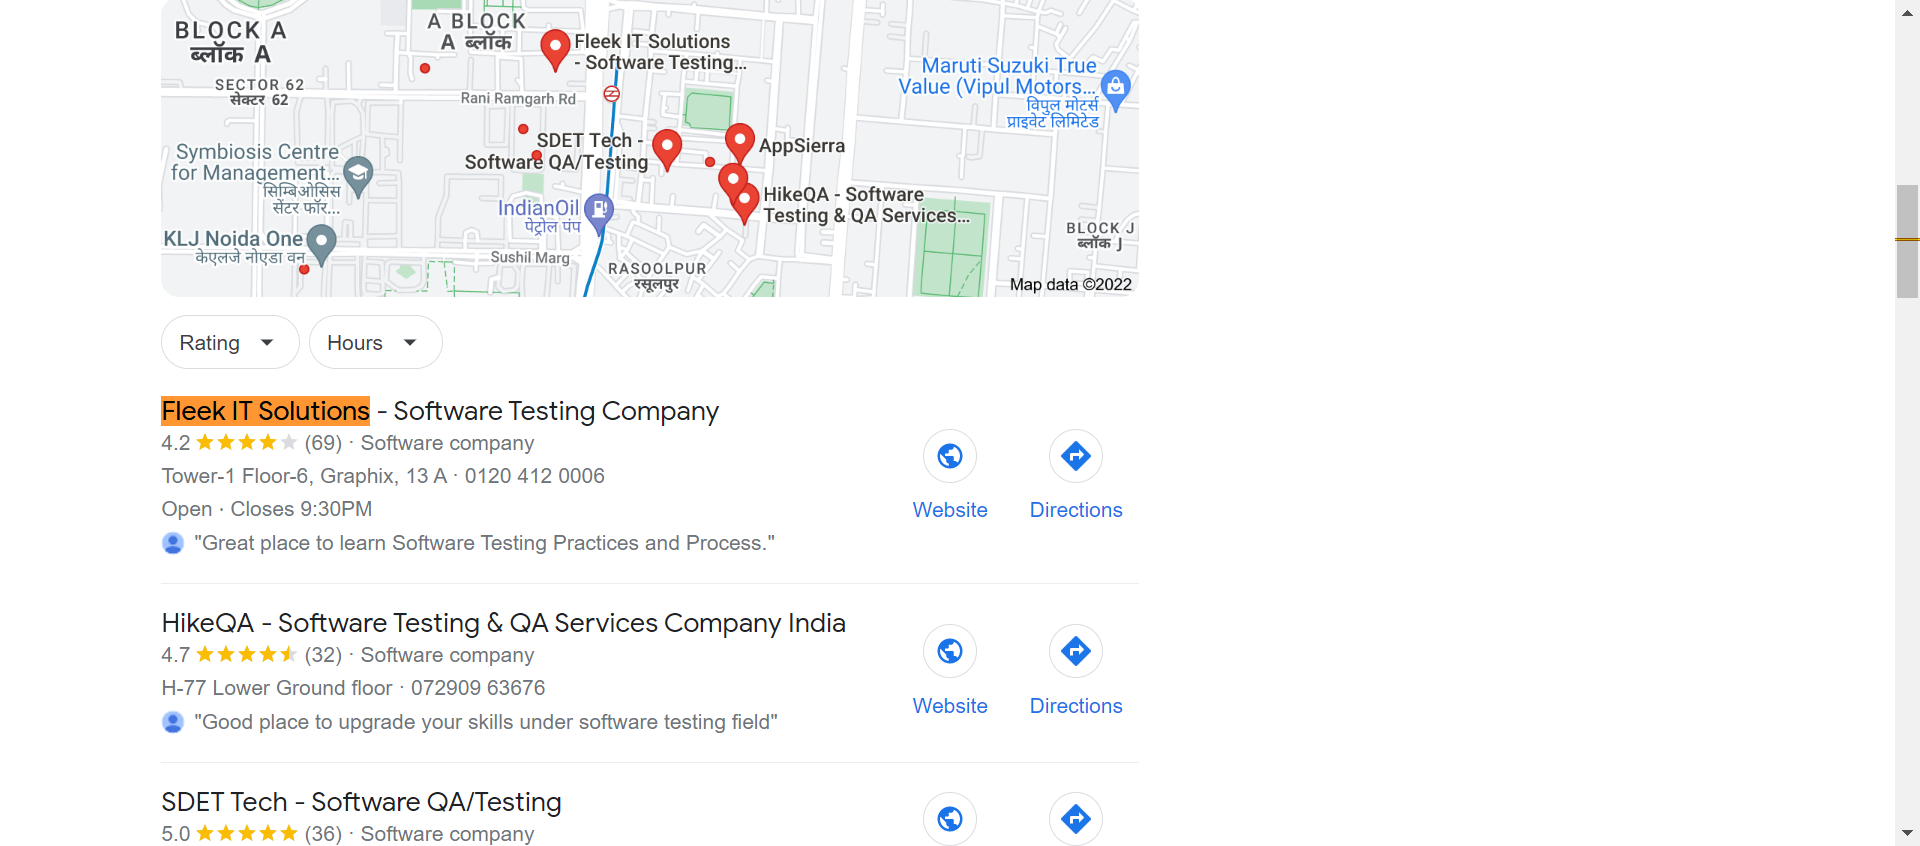 BLOCK A
ब्लॉक A
A BLOCK
A ब्लॉक
Fleek IT Solutions
- Software Testing...
SECTOR 62
सेक्टर 62
Rani Ramgarh Rd
Maruti Suzuki True
Value (Vipul Motors...
विपुल मोटर्स
प्राइवेट लिमिटेड
SDET Tech -
Software QA/Testing
AppSierra
Symbiosis Centre
for Management...
सिम्बिओसिस
सेंटर फॉर...
HikeQA - Software
Testing & QA Services...
IndianOil
पेट्रोल पंप
KLJ Noida One
केएलजे नोएडा वन
BLOCK J
ब्लॉक J
Sushil Marg
RASOOLPUR
रसूलपुर
Map data ©2022
Rating
Hours
Fleek IT Solutions - Software Testing Company
4.2 (69) · Software company
Tower-1 Floor-6, Graphix, 13 A · 0120 412 0006
Open · Closes 9:30PM
"Great place to learn Software Testing Practices and Process."
Website
Directions
HikeQA - Software Testing & QA Services Company India
4.7 (32) · Software company
H-77 Lower Ground floor · 072909 63676
"Good place to upgrade your skills under software testing field"
Website
Directions
SDET Tech - Software QA/Testing
5.0 (36) · Software company